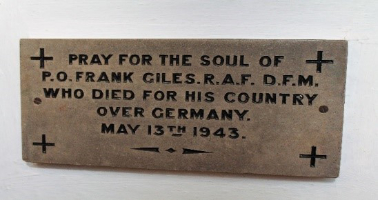 PRAY FOR THE SOUL OF
P.O. FRANK GILES. R.A.F. D.F.M.
WHO DIED FOR HIS COUNTRY
OVER GERMANY.
MAY 13TH 1943.